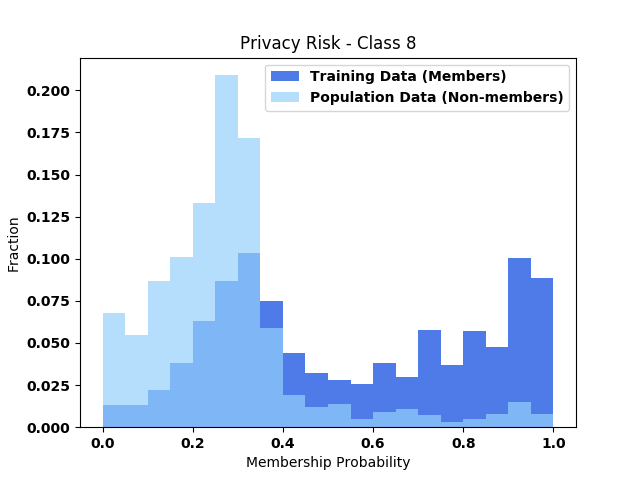 Privacy Risk - Class 8
Training Data (Members)
Population Data (Non-members)
Fraction
0.200
0.175
0.150
0.125
0.100
0.075
0.050
0.025
0.000
0.0 0.2 0.4 0.6 0.8 1.0
Membership Probability